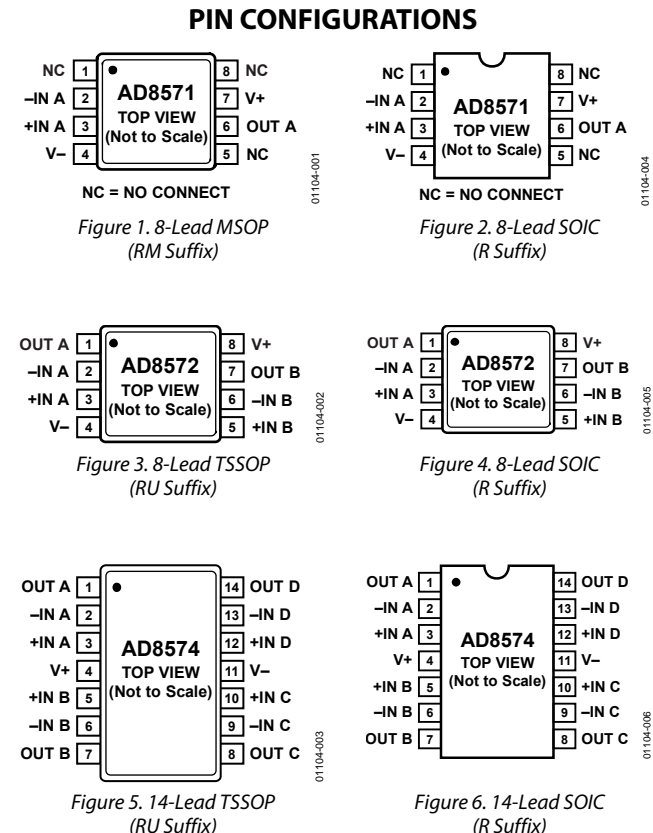 PIN CONFIGURATIONS
NC 1
–IN A 2
+IN A 3
V– 4
AD8571
TOP VIEW
(Not to Scale)
8 NC
7 V+
6 OUT A
5 NC
NC = NO CONNECT
01104-001
Figure 1. 8-Lead MSOP
(RM Suffix)
NC 1
–IN A 2
+IN A 3
V– 4
AD8571
TOP VIEW
(Not to Scale)
8 NC
7 V+
6 OUT A
5 NC
NC = NO CONNECT
01104-004
Figure 2. 8-Lead SOIC
(R Suffix)
OUT A 1
–IN A 2
+IN A 3
V– 4
AD8572
TOP VIEW
(Not to Scale)
8 V+
7 OUT B
6 –IN B
5 +IN B
01104-002
Figure 3. 8-Lead TSSOP
(RU Suffix)
OUT A 1
–IN A 2
+IN A 3
V– 4
AD8572
TOP VIEW
(Not to Scale)
8 V+
7 OUT B
6 –IN B
5 +IN B
01104-005
Figure 4. 8-Lead SOIC
(R Suffix)
OUT A 1
–IN A 2
+IN A 3
V+ 4
+IN B 5
–IN B 6
OUT B 7
AD8574
TOP VIEW
(Not to Scale)
14 OUT D
13 –IN D
12 +IN D
11 V–
10 +IN C
9 –IN C
8 OUT C
01104-003
Figure 5. 14-Lead TSSOP
(RU Suffix)
OUT A 1
–IN A 2
+IN A 3
V+ 4
+IN B 5
–IN B 6
OUT B 7
AD8574
TOP VIEW
(Not to Scale)
14 OUT D
13 –IN D
12 +IN D
11 V–
10 +IN C
9 –IN C
8 OUT C
01104-006
Figure 6. 14-Lead SOIC
(R Suffix)